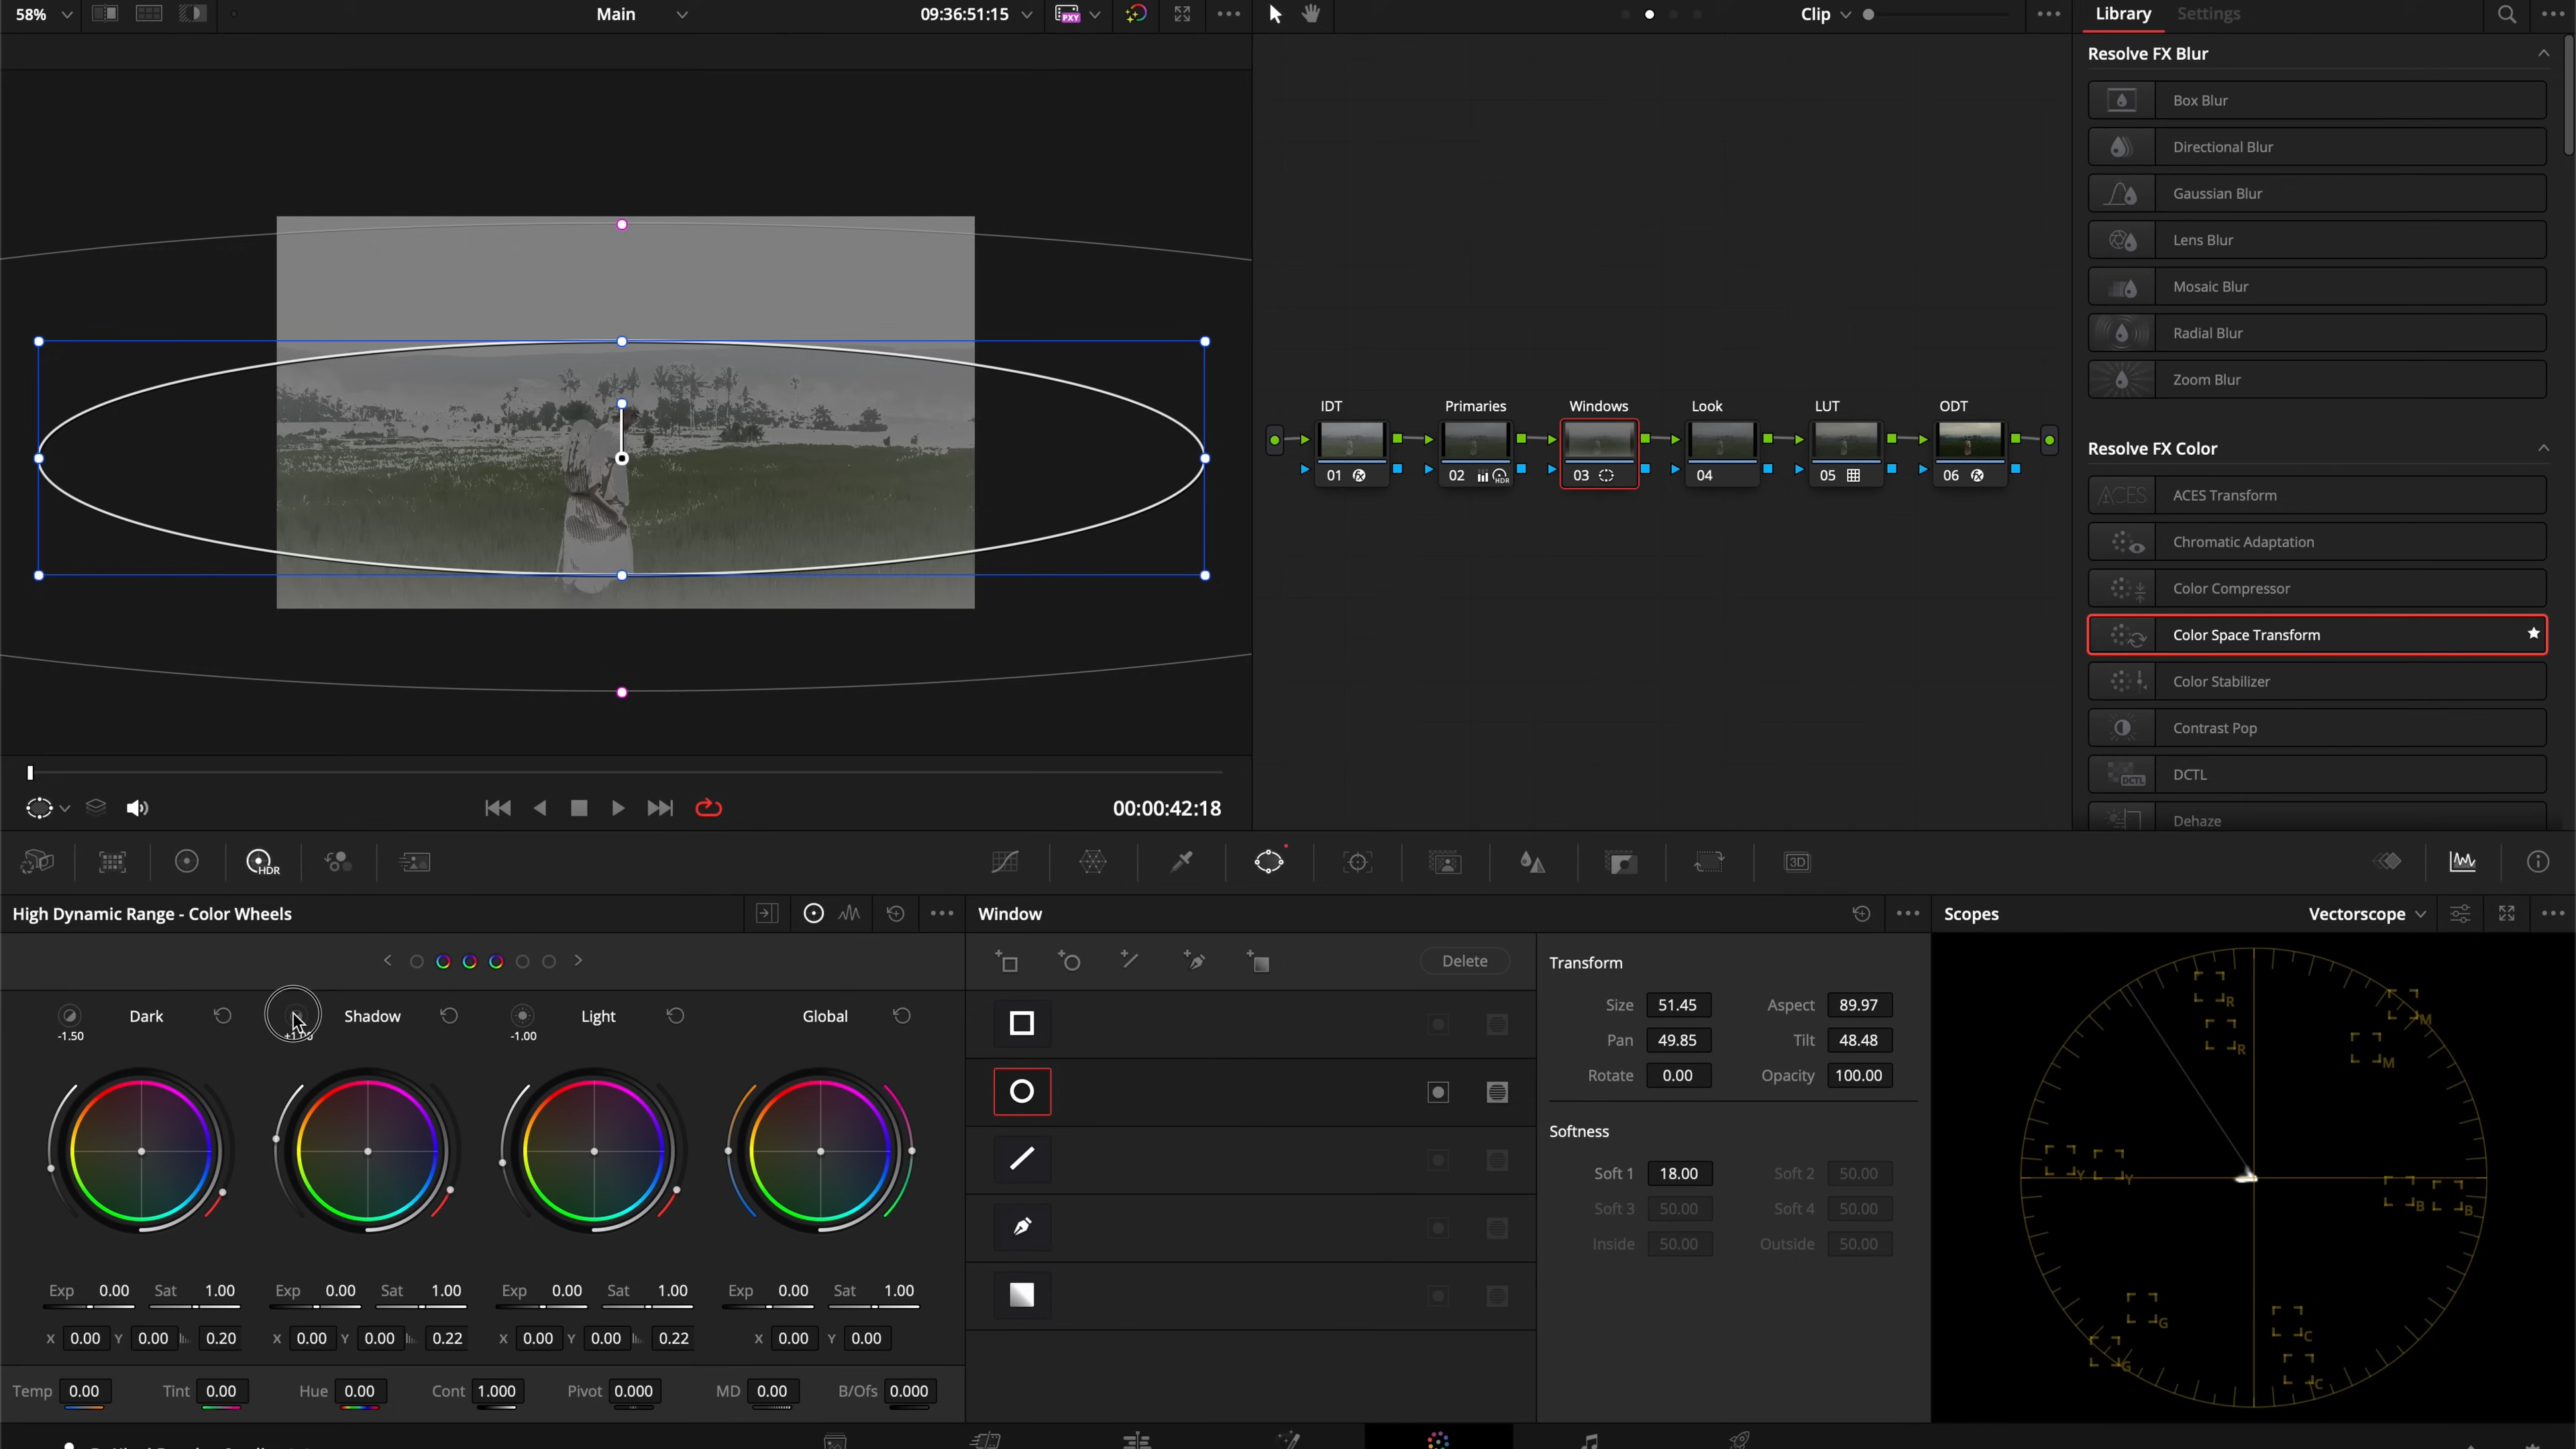 58%
Main
09:36:51:15
PXY
Clip
Library
Settings
Resolve FX Blur
Box Blur
Directional Blur
Gaussian Blur
Lens Blur
Mosaic Blur
Radial Blur
Zoom Blur
Resolve FX Color
ACES ACES Transform
Chromatic Adaptation
Color Compressor
Color Space Transform
Color Stabilizer
Contrast Pop
DCTL DCTL
Dehaze
IDT Primaries Windows Look LUT ODT
01 02 HDR 03 04 05 06
00:00:42:18
HDR
3D
High Dynamic Range - Color Wheels
Dark Shadow Light Global
-1.50 -1.00
Exp 0.00 Sat 1.00 Exp 0.00 Sat 1.00 Exp 0.00 Sat 1.00 Exp 0.00 Sat 1.00
X 0.00 Y 0.00 0.20 X 0.00 Y 0.00 0.22 X 0.00 Y 0.00 0.22 X 0.00 Y 0.00
Temp 0.00 Tint 0.00 Hue 0.00 Cont 1.000 Pivot 0.000 MD 0.00 B/Ofs 0.000
Window
Delete
Transform
Size 51.45 Aspect 89.97
Pan 49.85 Tilt 48.48
Rotate 0.00 Opacity 100.00
Softness
Soft 1 18.00 Soft 2 50.00
Soft 3 50.00 Soft 4 50.00
Inside 50.00 Outside 50.00
Scopes
Vectorscope
R
M
R
M
Y
Y
B
B
G
C
G
C